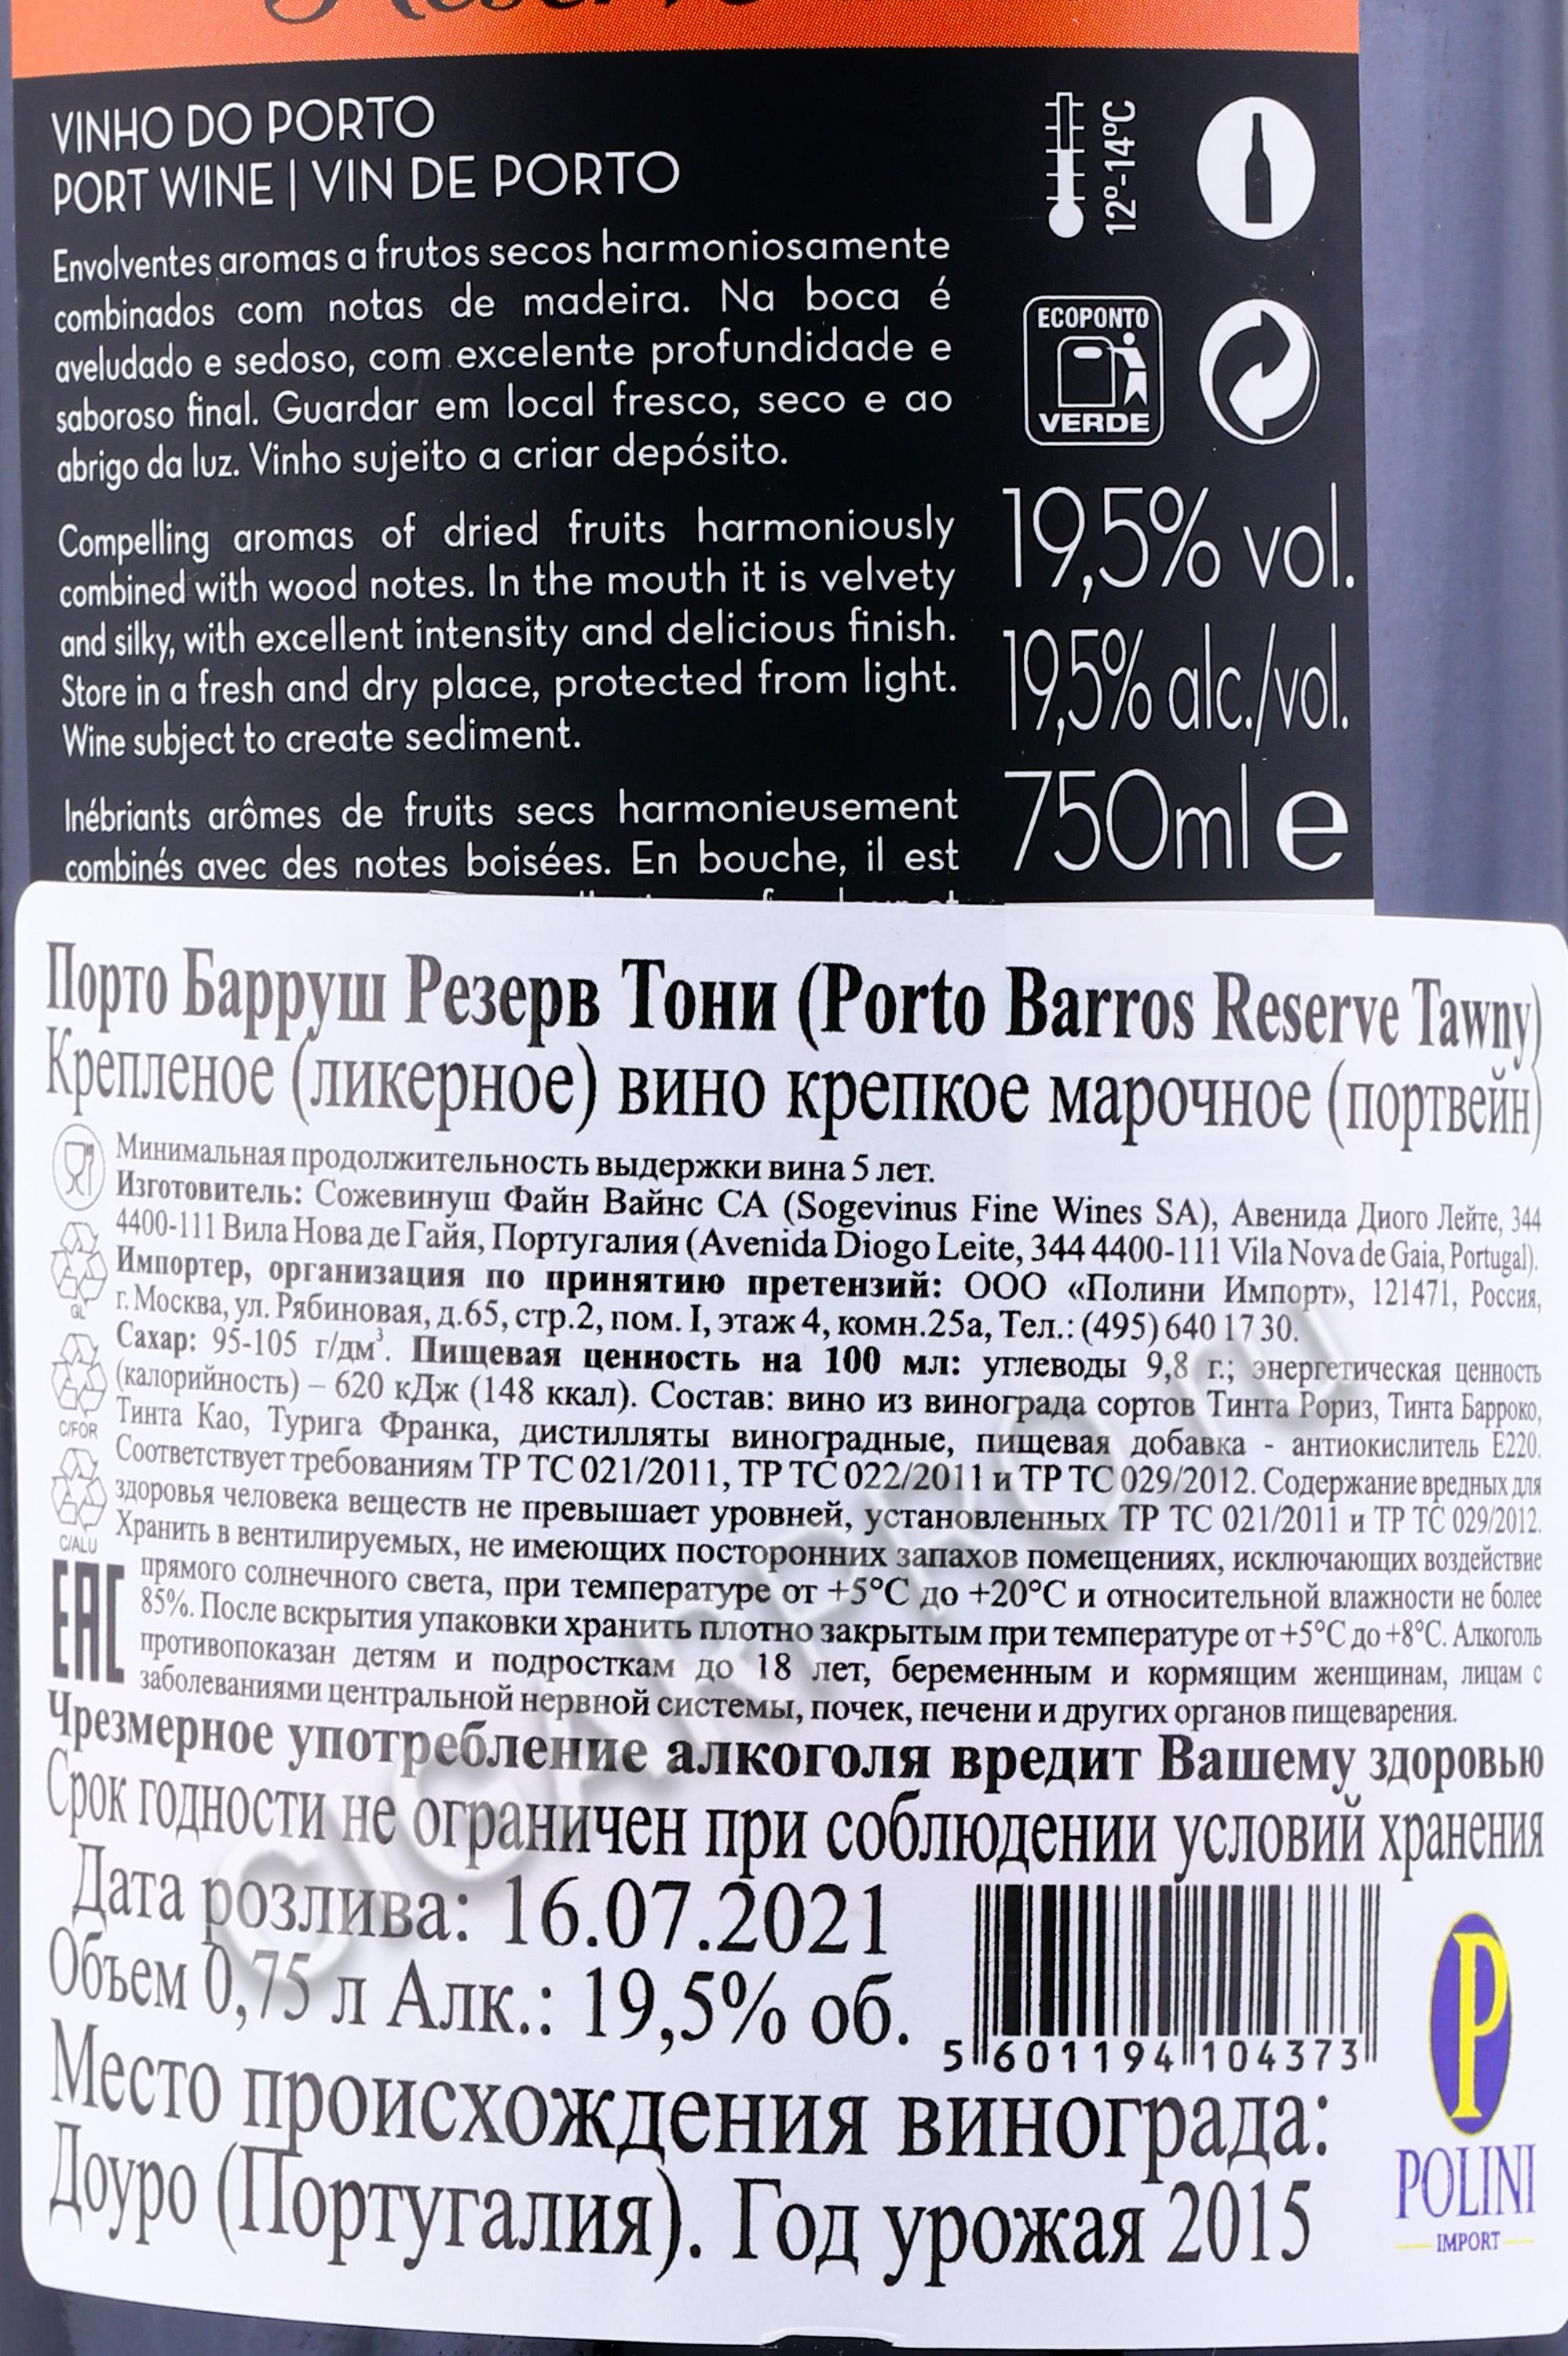 VINHO DO PORTO
PORT WINE | VIN DE PORTO
Envolventes aromas a frutos secos harmoniosamente
combinados com notas de madeira. Na boca é
aveludado e sedoso, com excelente profundidade e
saboroso final. Guardar em local fresco, seco e ao
abrigo da luz. Vinho sujeito a criar depósito.
Compelling aromas of dried fruits harmoniously
combined with wood notes. In the mouth it is velvety
and silky, with excellent intensity and delicious finish.
Store in a fresh and dry place, protected from light.
Wine subject to create sediment.
Inébriants arômes de fruits secs harmonieusement
combinés avec des notes boisées. En bouche, il est
12º-14ºC
ECOPONTO
VERDE
19,5% vol.
19,5% alc./vol.
750ml e
Порто Барруш Резерв Тони (Porto Barros Reserve Tawny)
Крепленое (ликерное) вино крепкое марочное (портвейн)
Минимальная продолжительность выдержки вина 5 лет.
Изготовитель: Сожевинуш Файн Вайнс СА (Sogevinus Fine Wines SA), Авенида Диого Лейте, 344
4400-111 Вила Нова де Гайя, Португалия (Avenida Diogo Leite, 344 4400-111 Vila Nova de Gaia, Portugal).
Импортер, организация по принятию претензий: ООО «Полини Импорт», 121471, Россия,
г. Москва, ул. Рябиновая, д.65, стр.2, пом. I, этаж 4, комн.25а, Тел.: (495) 640 17 30.
Сахар: 95-105 г/дм³. Пищевая ценность на 100 мл: углеводы 9,8 г.; энергетическая ценность
(калорийность) – 620 кДж (148 ккал). Состав: вино из винограда сортов Тинта Рориз, Тинта Барроко,
Тинта Као, Турига Франка, дистилляты виноградные, пищевая добавка - антиокислитель Е220.
Соответствует требованиям ТР ТС 021/2011, ТР ТС 022/2011 и ТР ТС 029/2012. Содержание вредных для
здоровья человека веществ не превышает уровней, установленных ТР ТС 021/2011 и ТР ТС 029/2012.
Хранить в вентилируемых, не имеющих посторонних запахов помещениях, исключающих воздействие
прямого солнечного света, при температуре от +5°С до +20°С и относительной влажности не более
85%. После вскрытия упаковки хранить плотно закрытым при температуре от +5°С до +8°С. Алкоголь
противопоказан детям и подросткам до 18 лет, беременным и кормящим женщинам, лицам с
заболеваниями центральной нервной системы, почек, печени и других органов пищеварения.
GL
C/FOR
C/ALU
EAC
Чрезмерное употребление алкоголя вредит Вашему здоровью
Срок годности не ограничен при соблюдении условий хранения
Дата розлива: 16.07.2021
Объем 0,75 л Алк.: 19,5% об.
5 601194 104373
Место происхождения винограда:
Доуро (Португалия). Год урожая 2015
P
POLINI
IMPORT
CIGARPRO.ru